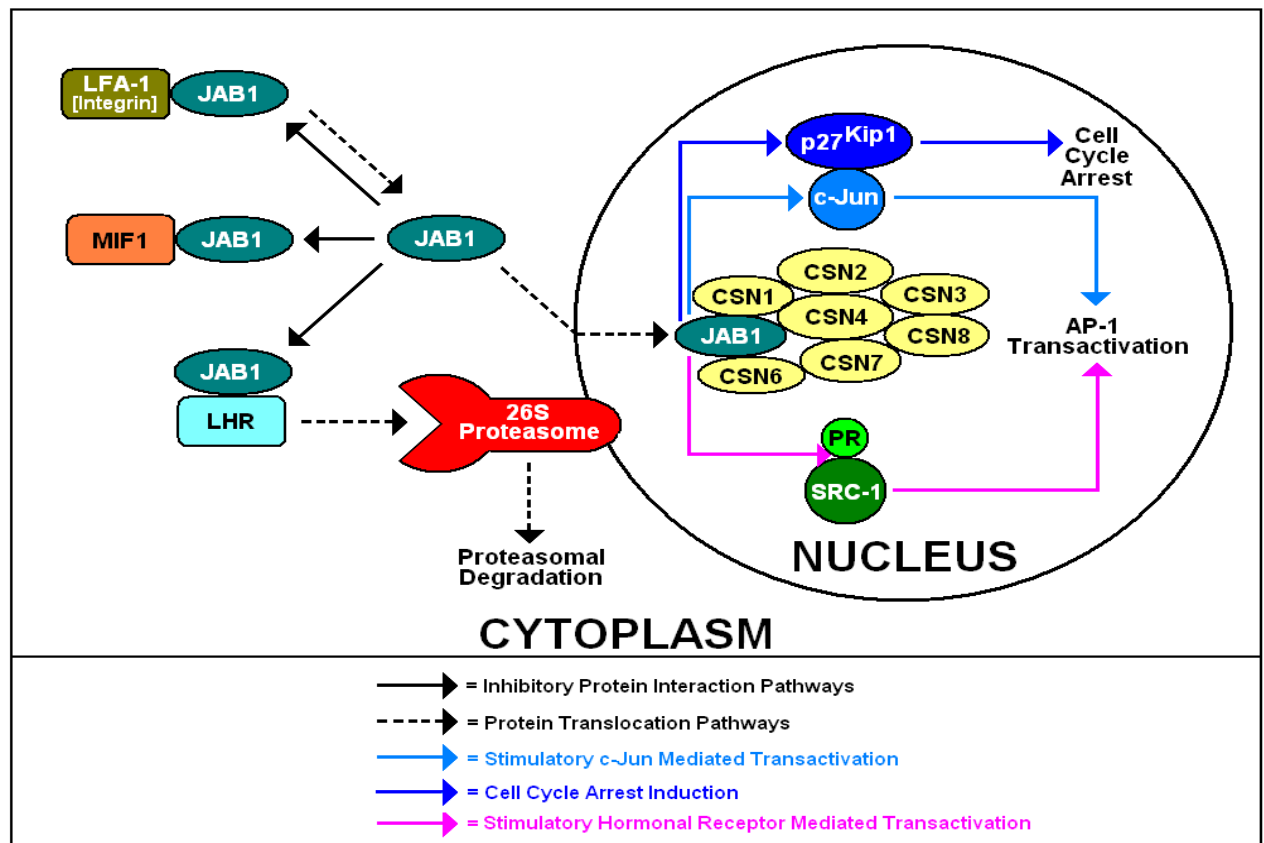 LFA-1
[Integrin]
JAB1
p27Kip1
Cell
Cycle
Arrest
c-Jun
MIF1
JAB1
JAB1
CSN2
CSN1
CSN3
CSN4
JAB1
CSN8
CSN7
CSN6
AP-1
Transactivation
JAB1
LHR
26S
Proteasome
PR
SRC-1
Proteasomal
Degradation
NUCLEUS
CYTOPLASM
= Inhibitory Protein Interaction Pathways
= Protein Translocation Pathways
= Stimulatory c-Jun Mediated Transactivation
= Cell Cycle Arrest Induction
= Stimulatory Hormonal Receptor Mediated Transactivation